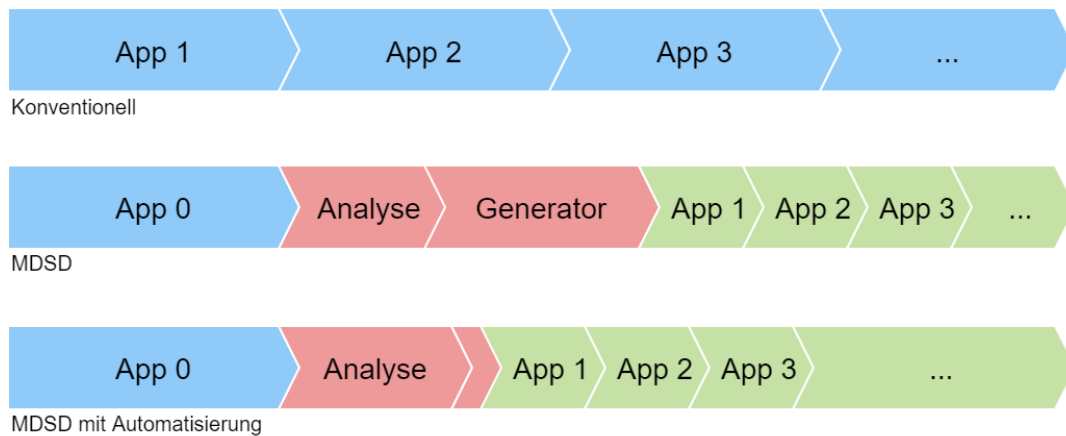 App 1 App 2 App 3 ...
Konventionell
App 0 Analyse Generator App 1 App 2 App 3 ...
MDSD
App 0 Analyse App 1 App 2 App 3 ...
MDSD mit Automatisierung